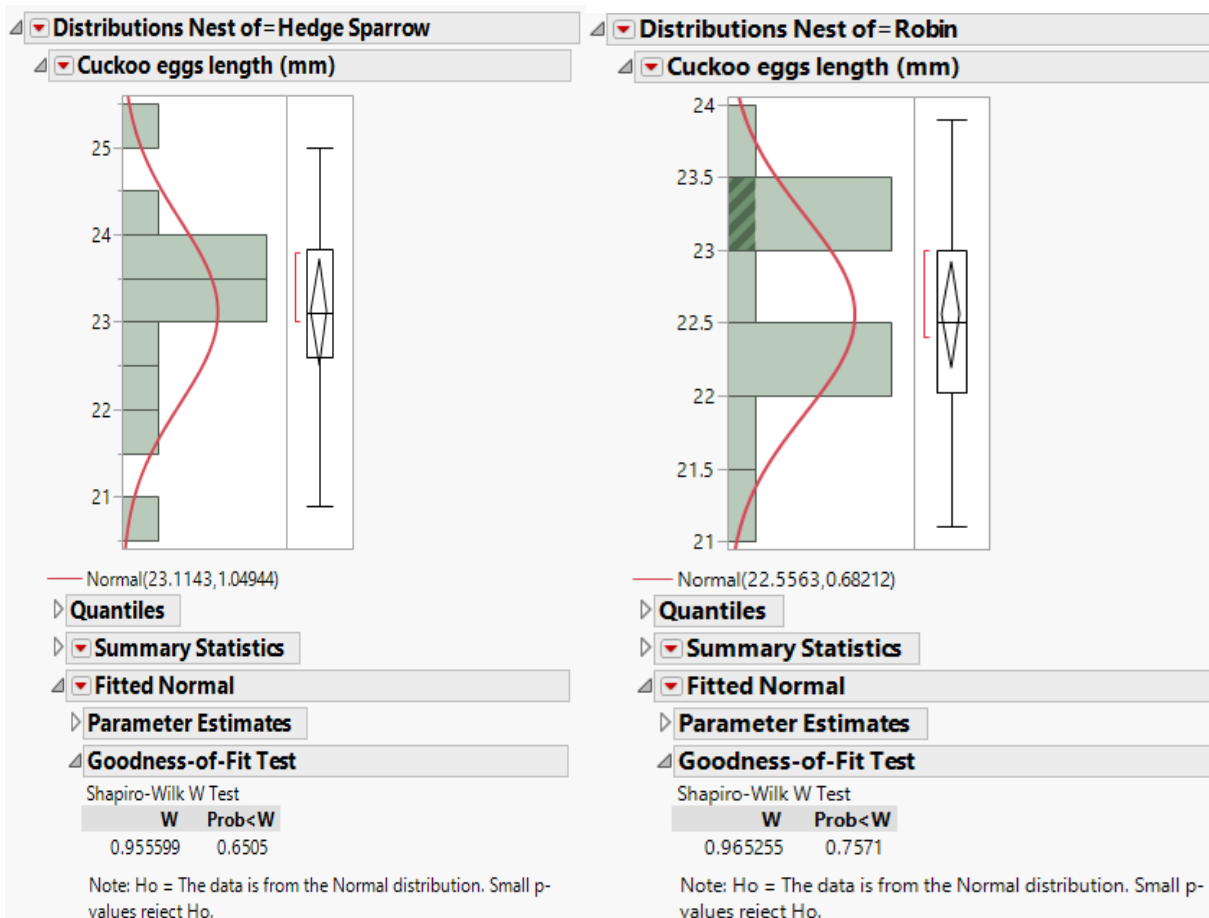 Distributions Nest of=Hedge Sparrow
Cuckoo eggs length (mm)
25
24
23
22
21
Normal(23.1143,1.04944)
Quantiles
Summary Statistics
Fitted Normal
Parameter Estimates
Goodness-of-Fit Test
Shapiro-Wilk W Test
W Prob<W
0.955599 0.6505
Note: Ho = The data is from the Normal distribution. Small p-
values reject Ho.
Distributions Nest of=Robin
Cuckoo eggs length (mm)
24
23.5
23
22.5
22
21.5
21
Normal(22.5563,0.68212)
Quantiles
Summary Statistics
Fitted Normal
Parameter Estimates
Goodness-of-Fit Test
Shapiro-Wilk W Test
W Prob<W
0.965255 0.7571
Note: Ho = The data is from the Normal distribution. Small p-
values reject Ho.